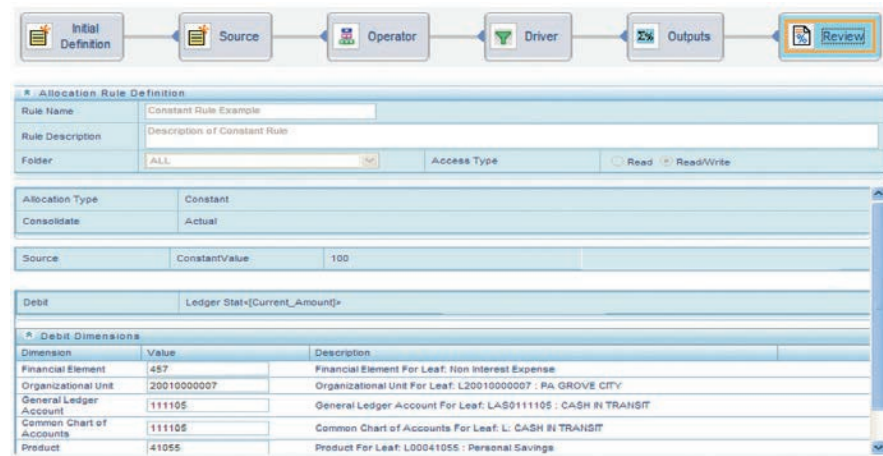 Initial Definition
Source
Operator
Driver
Outputs
Review
Allocation Rule Definition
Rule Name Constant Rule Example
Rule Description Description of Constant Rule
Folder ALL Access Type Read Read/Write
Allocation Type Constant
Consolidate Actual
Source ConstantValue 100
Debit Ledger Stat<[Current_Amount]>
Debit Dimensions
Dimension Value Description
Financial Element 457 Financial Element For Leaf: Non Interest Expense
Organizational Unit 20010000007 Organizational Unit For Leaf: L20010000007 : PA GROVE CITY
General Ledger Account 111105 General Ledger Account For Leaf: LAS0111105 : CASH IN TRANSIT
Common Chart of Accounts 111105 Common Chart of Accounts For Leaf: L: CASH IN TRANSIT
Product 41055 Product For Leaf: L00041055 : Personal Savings